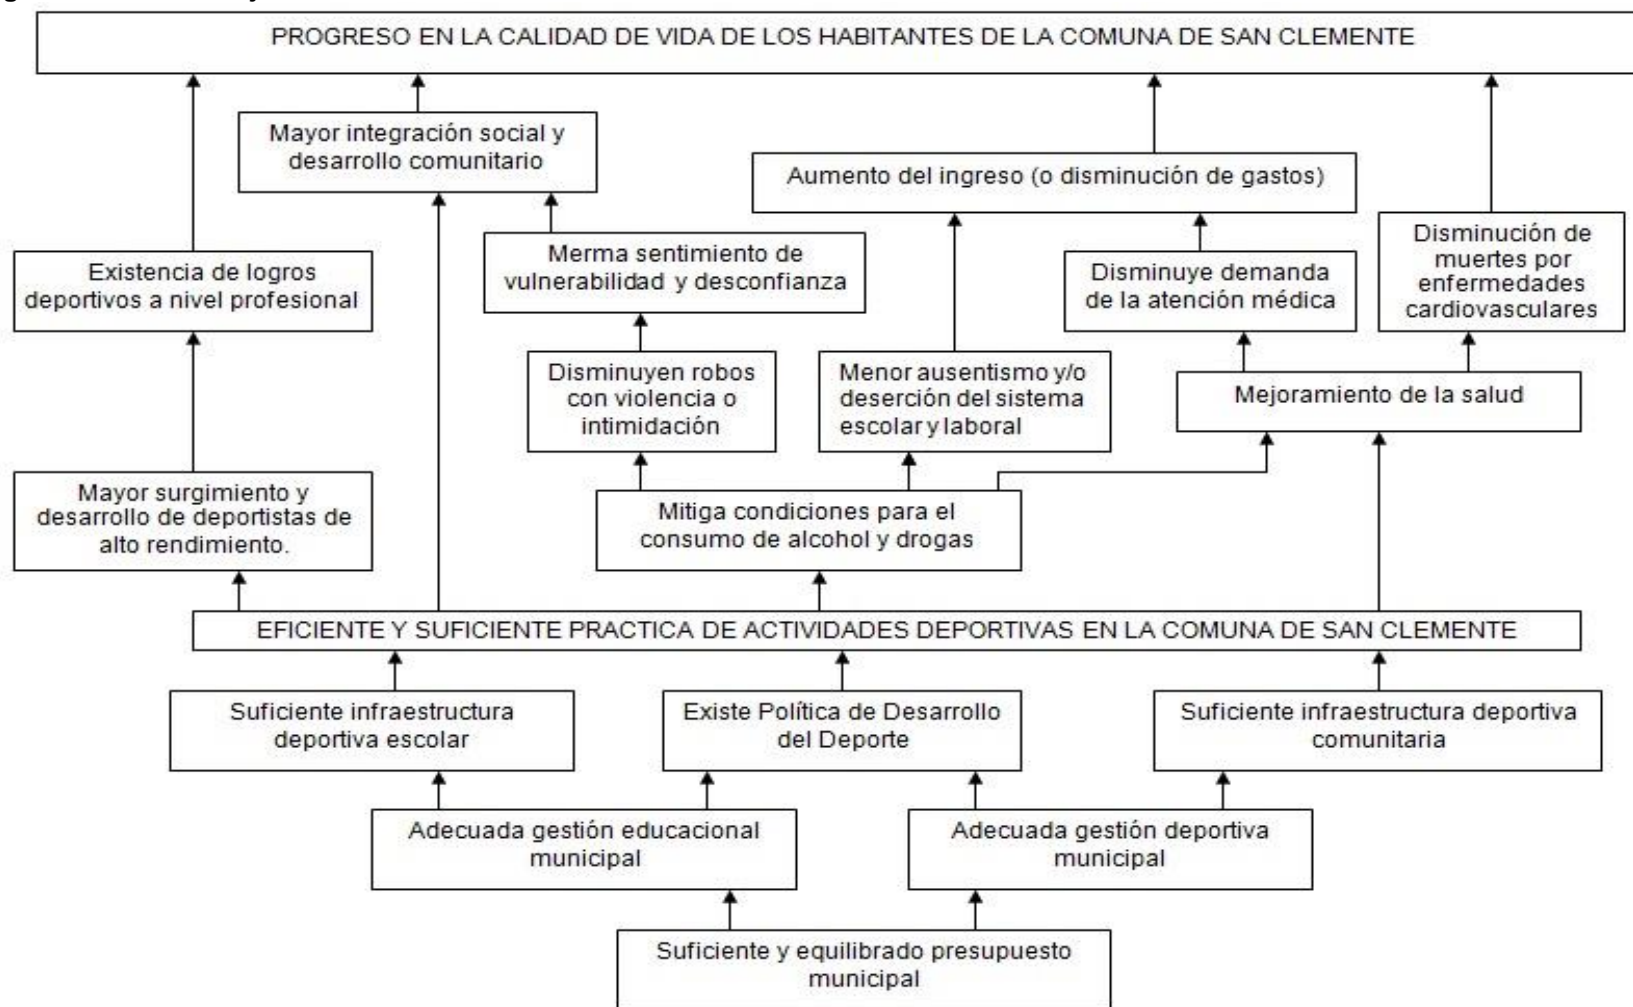 PROGRESO EN LA CALIDAD DE VIDA DE LOS HABITANTES DE LA COMUNA DE SAN CLEMENTE
Mayor integración social y
desarrollo comunitario
Aumento del ingreso (o disminución de gastos)
Existencia de logros
deportivos a nivel profesional
Merma sentimiento de
vulnerabilidad y desconfianza
Disminuye demanda
de la atención médica
Disminución de
muertes por
enfermedades
cardiovasculares
Disminuyen robos
con violencia o
intimidación
Menor ausentismo y/o
deserción del sistema
escolar y laboral
Mejoramiento de la salud
Mayor surgimiento y
desarrollo de deportistas de
alto rendimiento.
Mitiga condiciones para el
consumo de alcohol y drogas
EFICIENTE Y SUFICIENTE PRACTICA DE ACTIVIDADES DEPORTIVAS EN LA COMUNA DE SAN CLEMENTE
Suficiente infraestructura
deportiva escolar
Existe Política de Desarrollo
del Deporte
Suficiente infraestructura deportiva
comunitaria
Adecuada gestión educacional
municipal
Adecuada gestión deportiva
municipal
Suficiente y equilibrado presupuesto
municipal